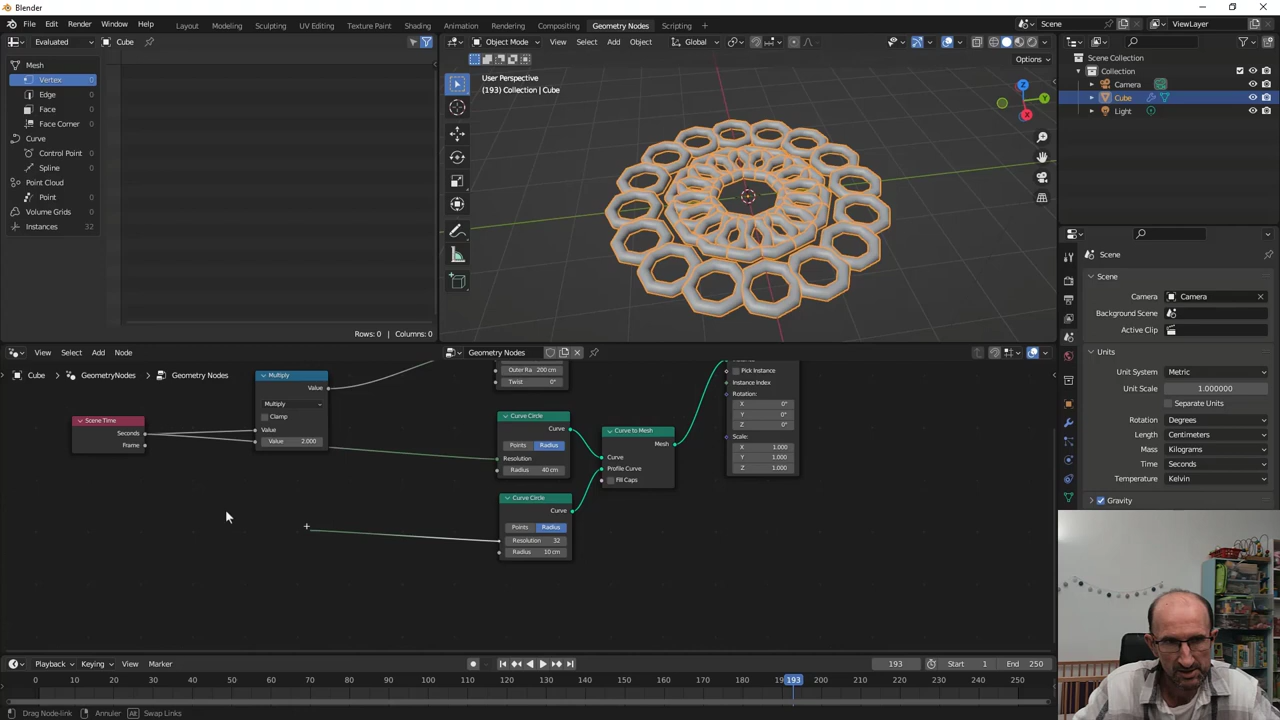 Blender
File Edit Render Window Help
Layout Modeling Sculpting UV Editing Texture Paint Shading Animation Rendering Compositing Geometry Nodes Scripting +
Scene
ViewLayer
Evaluated
Cube
Mesh
Vertex 0
Edge 0
Face 0
Face Corner 0
Curve
Control Point 0
Spline 0
Point Cloud
Point 0
Volume Grids
Instances 32
Rows: 0 | Columns: 0
Object Mode
View Select Add Object
Global
Options
User Perspective
(193) Collection | Cube
Z
Y
X
Scene Collection
Collection
Camera
Cube
Light
Scene
Scene
Camera
Camera
Background Scene
Active Clip
Units
Unit System
Metric
Unit Scale
1.000000
Separate Units
Rotation
Degrees
Length
Centimeters
Mass
Kilograms
Time
Seconds
Temperature
Kelvin
Gravity
View Select Add Node
Geometry Nodes
Cube
GeometryNodes
Geometry Nodes
Scene Time
Seconds
Frame
Multiply
Value
Multiply
Clamp
Value
Value 2.000
Outer Ra 200 cm
Twist 0°
Curve Circle
Curve
Points Radius
Resolution
Radius 40 cm
Curve Circle
Curve
Points Radius
Resolution 32
Radius 10 cm
Curve to Mesh
Mesh
Curve
Profile Curve
Fill Caps
Pick Instance
Instance Index
Rotation:
X 0°
Y 0°
Z 0°
Scale:
X 1.000
Y 1.000
Z 1.000
Playback Keying View Marker
193
Start 1
End 250
0 10 20 30 40 50 60 70 80 90 100 110 120 130 140 150 160 170 180 193 200 210 220 230 240 250
Drag Node-link
Annuler
Alt Swap Links